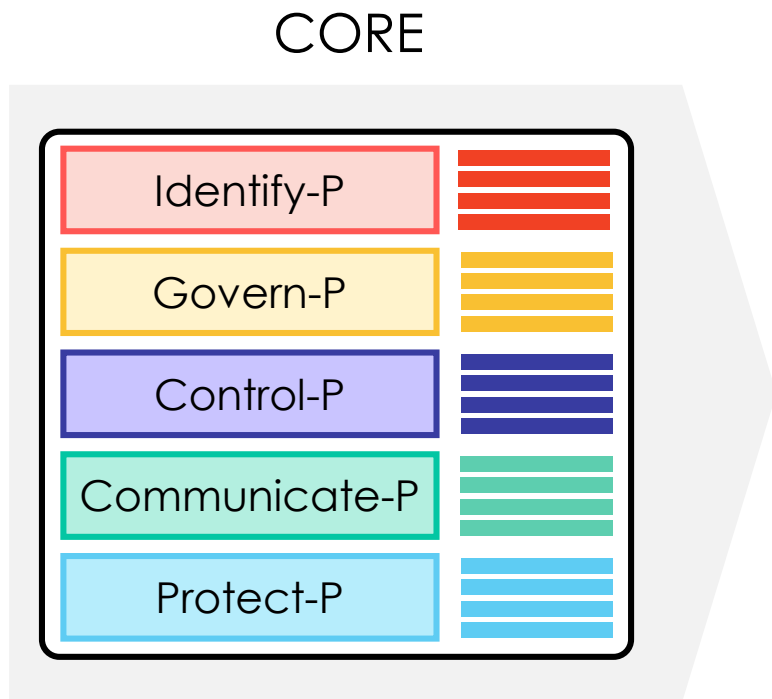 CORE
Identify-P
Govern-P
Control-P
Communicate-P
Protect-P